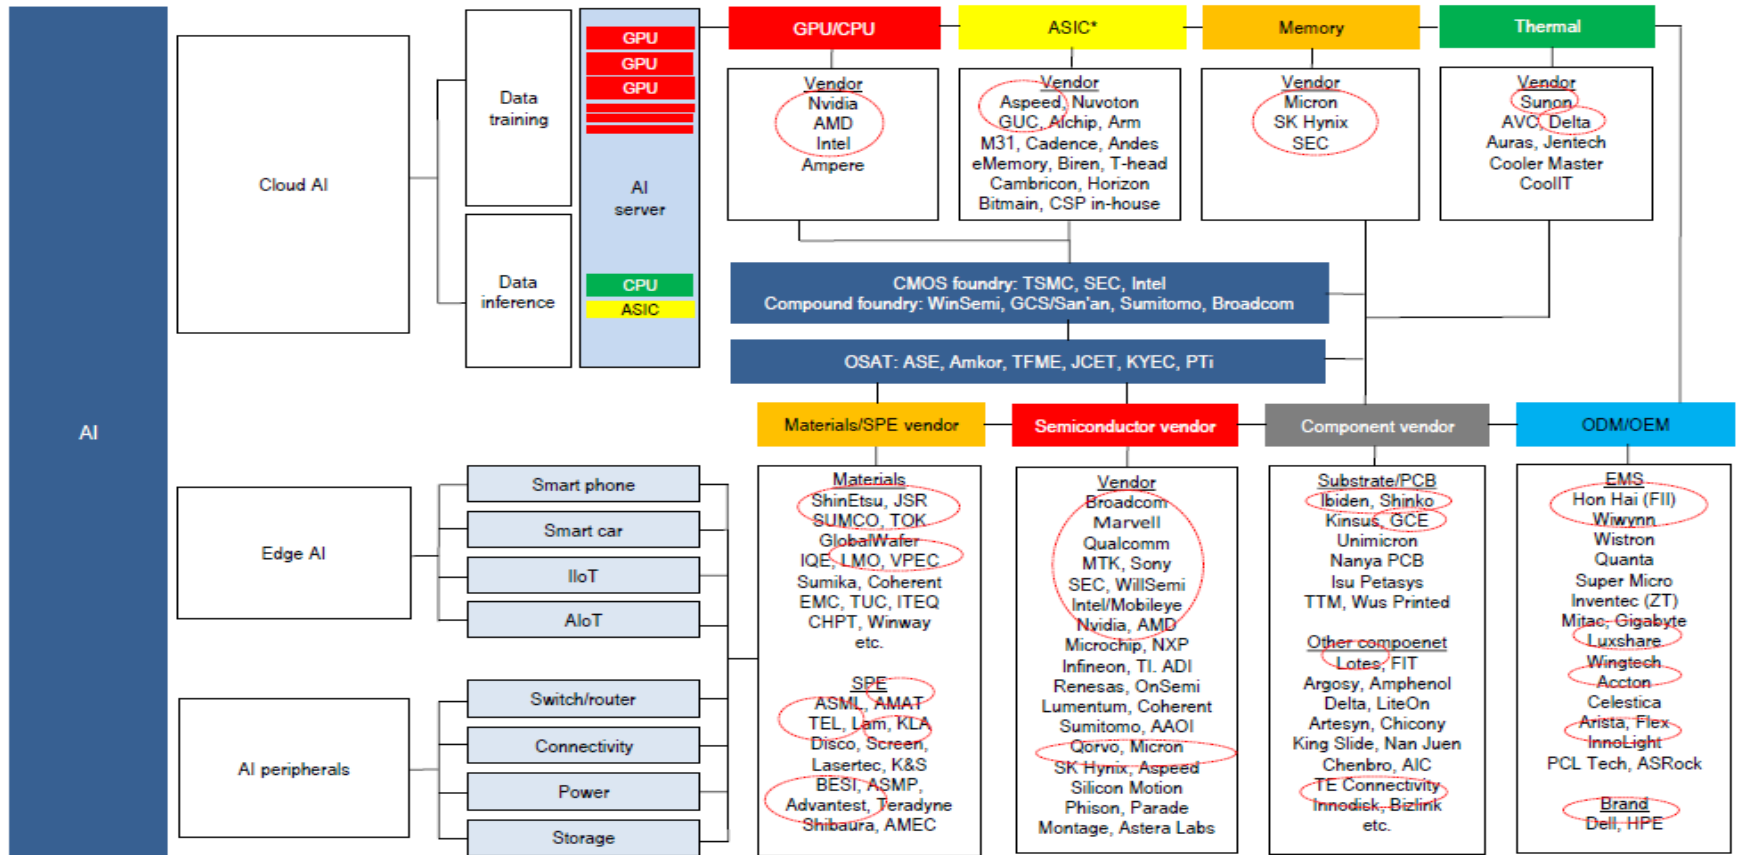 AI
Cloud AI
Data
training
Data
inference
GPU
GPU
GPU
AI
server
CPU
ASIC
GPU/CPU
Vendor
Nvidia
AMD
Intel
Ampere
ASIC*
Vendor
Aspeed, Nuvoton
GUC, Alchip, Arm
M31, Cadence, Andes
eMemory, Biren, T-head
Cambricon, Horizon
Bitmain, CSP in-house
Memory
Vendor
Micron
SK Hynix
SEC
Thermal
Vendor
Sunon
AVC, Delta
Auras, Jentech
Cooler Master
CoolIT
CMOS foundry: TSMC, SEC, Intel
Compound foundry: WinSemi, GCS/San'an, Sumitomo, Broadcom
OSAT: ASE, Amkor, TFME, JCET, KYEC, PTi
Edge AI
Smart phone
Smart car
IIoT
AIoT
AI peripherals
Switch/router
Connectivity
Power
Storage
Materials/SPE vendor
Materials
ShinEtsu, JSR
SUMCO, TOK
GlobalWafer
IQE, LMO, VPEC
Sumika, Coherent
EMC, TUC, ITEQ
CHPT, Winway
etc.
SPE
ASML, AMAT
TEL, Lam, KLA
Disco, Screen,
Lasertec, K&S
BESI, ASMP,
Advantest, Teradyne
Shibaura, AMEC
Semiconductor vendor
Vendor
Broadcom
Marvell
Qualcomm
MTK, Sony
SEC, WillSemi
Intel/Mobileye
Nvidia, AMD
Microchip, NXP
Infineon, TI. ADI
Renesas, OnSemi
Lumentum, Coherent
Sumitomo, AAOI
Qorvo, Micron
SK Hynix, Aspeed
Silicon Motion
Phison, Parade
Montage, Astera Labs
Component vendor
Substrate/PCB
Ibiden, Shinko
Kinsus, GCE
Unimicron
Nanya PCB
Isu Petasys
TTM, Wus Printed
Other compoenet
Lotes, FIT
Argosy, Amphenol
Delta, LiteOn
Artesyn, Chicony
King Slide, Nan Juen
Chenbro, AIC
TE Connectivity
Innodisk, Bizlink
etc.
ODM/OEM
EMS
Hon Hai (FII)
Wiwynn
Wistron
Quanta
Super Micro
Inventec (ZT)
Mitac, Gigabyte
Luxshare
Wingtech
Accton
Celestica
Arista, Flex
InnoLight
PCL Tech, ASRock
Brand
Dell, HPE